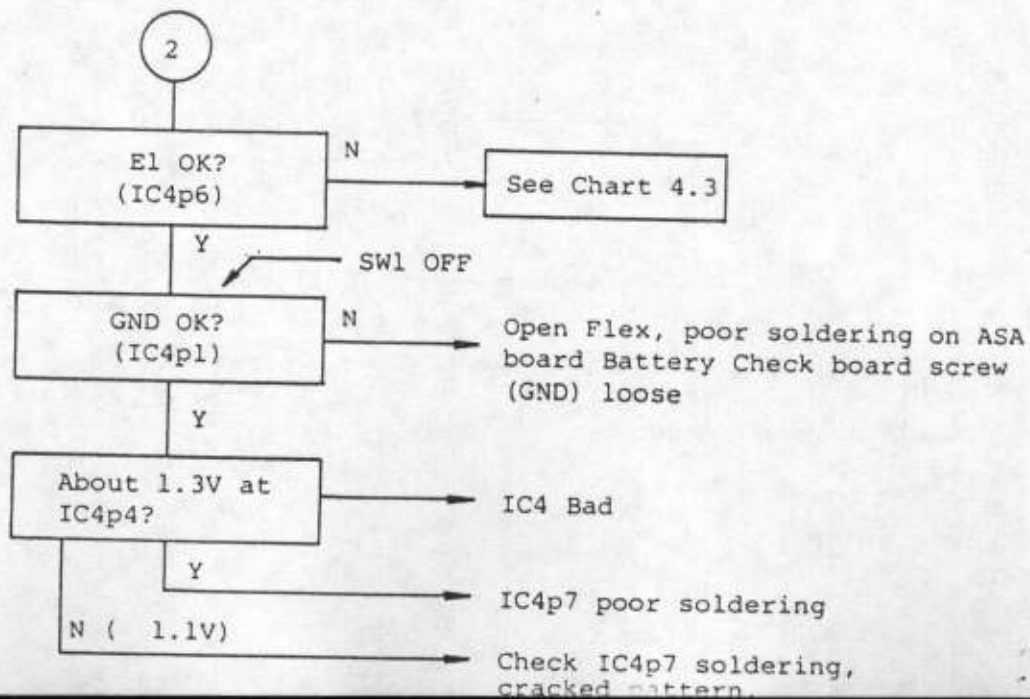 2
E1 OK?
(IC4p6)
N
See Chart 4.3
Y
SW1 OFF
GND OK?
(IC4p1)
N
Open Flex, poor soldering on ASA
board Battery Check board screw
(GND) loose
Y
About 1.3V at
IC4p4?
IC4 Bad
Y
IC4p7 poor soldering
N ( 1.1V)
Check IC4p7 soldering,
cracked pattern.